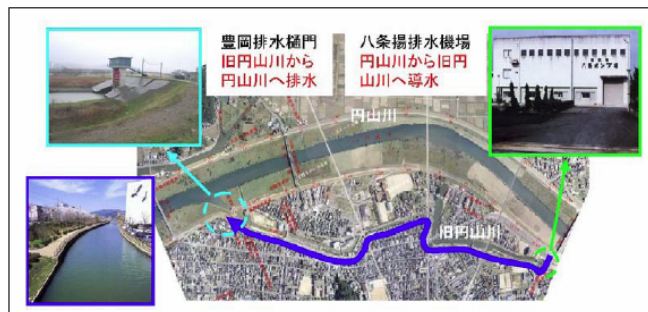 豊岡排水樋門
旧円山川から
円山川へ排水
八条揚排水機場
円山川から旧円
山川へ導水
円山川
旧円山川